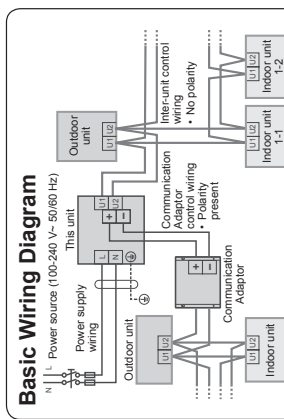 Basic Wiring Diagram
L
N
Power source (100-240 V~ 50/60 Hz)
Power supply
wiring
This unit
L
N
U1
U2
+
−
Outdoor
unit
U1 U2
Inter-unit control
wiring
• No polarity
Communication
Adaptor
control wiring
• Polarity
present
Outdoor unit
U1 U2
+
−
Communication
Adaptor
U1 U2
Indoor unit
U1 U2
Indoor unit
1-1
U1 U2
Indoor unit
1-2